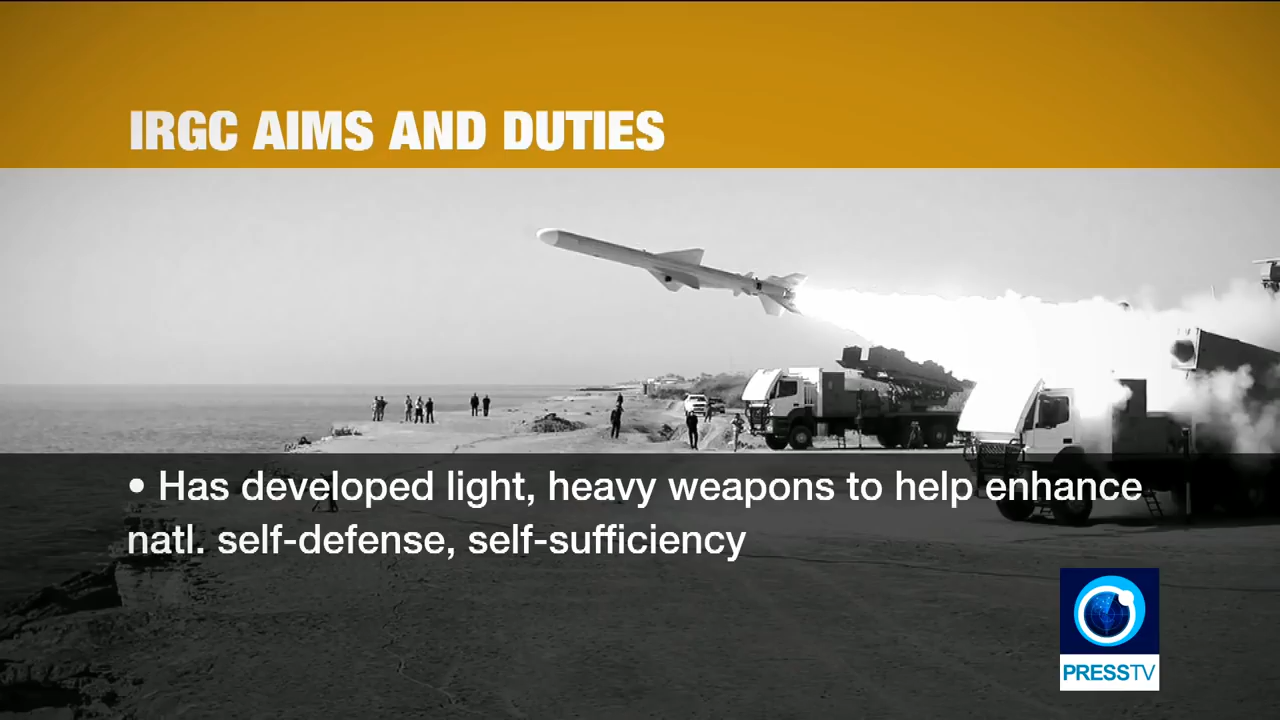 IRGC AIMS AND DUTIES
• Has developed light, heavy weapons to help enhance
natl. self-defense, self-sufficiency
PRESSTV